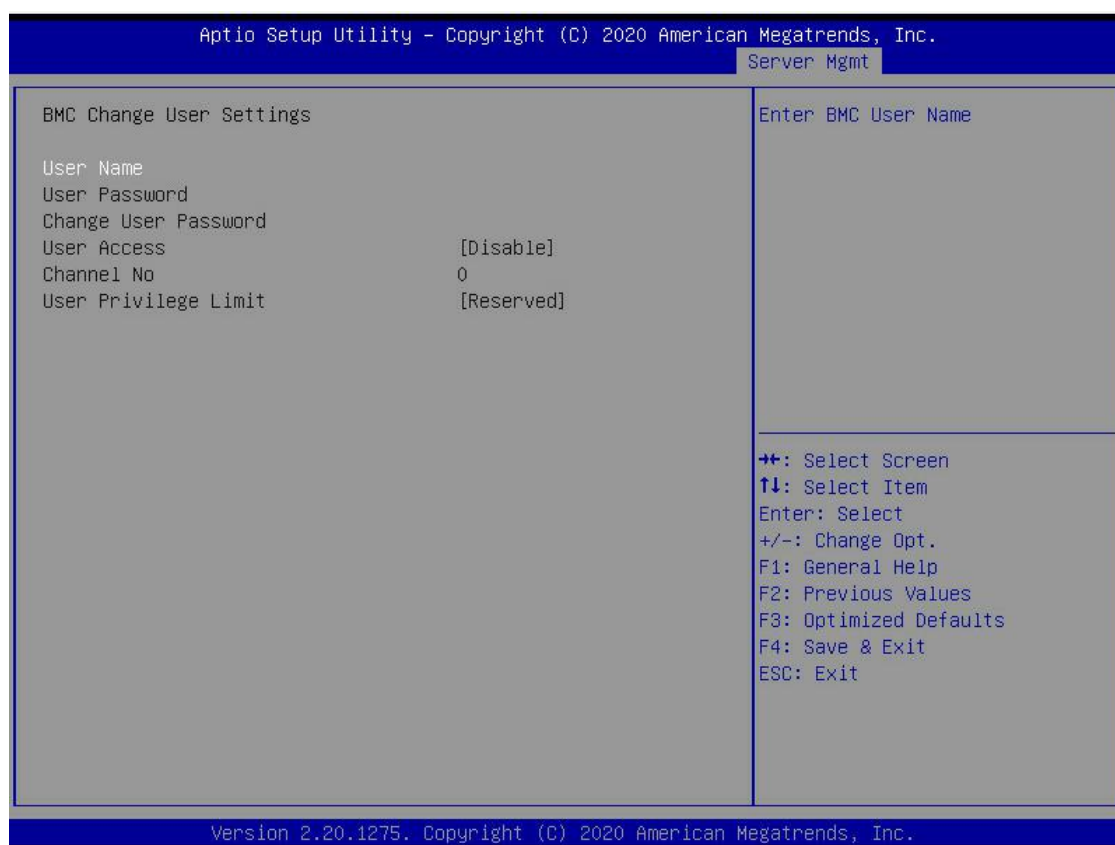 Aptio Setup Utility - Copyright (C) 2020 American Megatrends, Inc.
Server Mgmt
BMC Change User Settings
User Name
User Password
Change User Password
User Access [Disable]
Channel No 0
User Privilege Limit [Reserved]
Enter BMC User Name
→←: Select Screen
↑↓: Select Item
Enter: Select
+/-: Change Opt.
F1: General Help
F2: Previous Values
F3: Optimized Defaults
F4: Save & Exit
ESC: Exit
Version 2.20.1275. Copyright (C) 2020 American Megatrends, Inc.